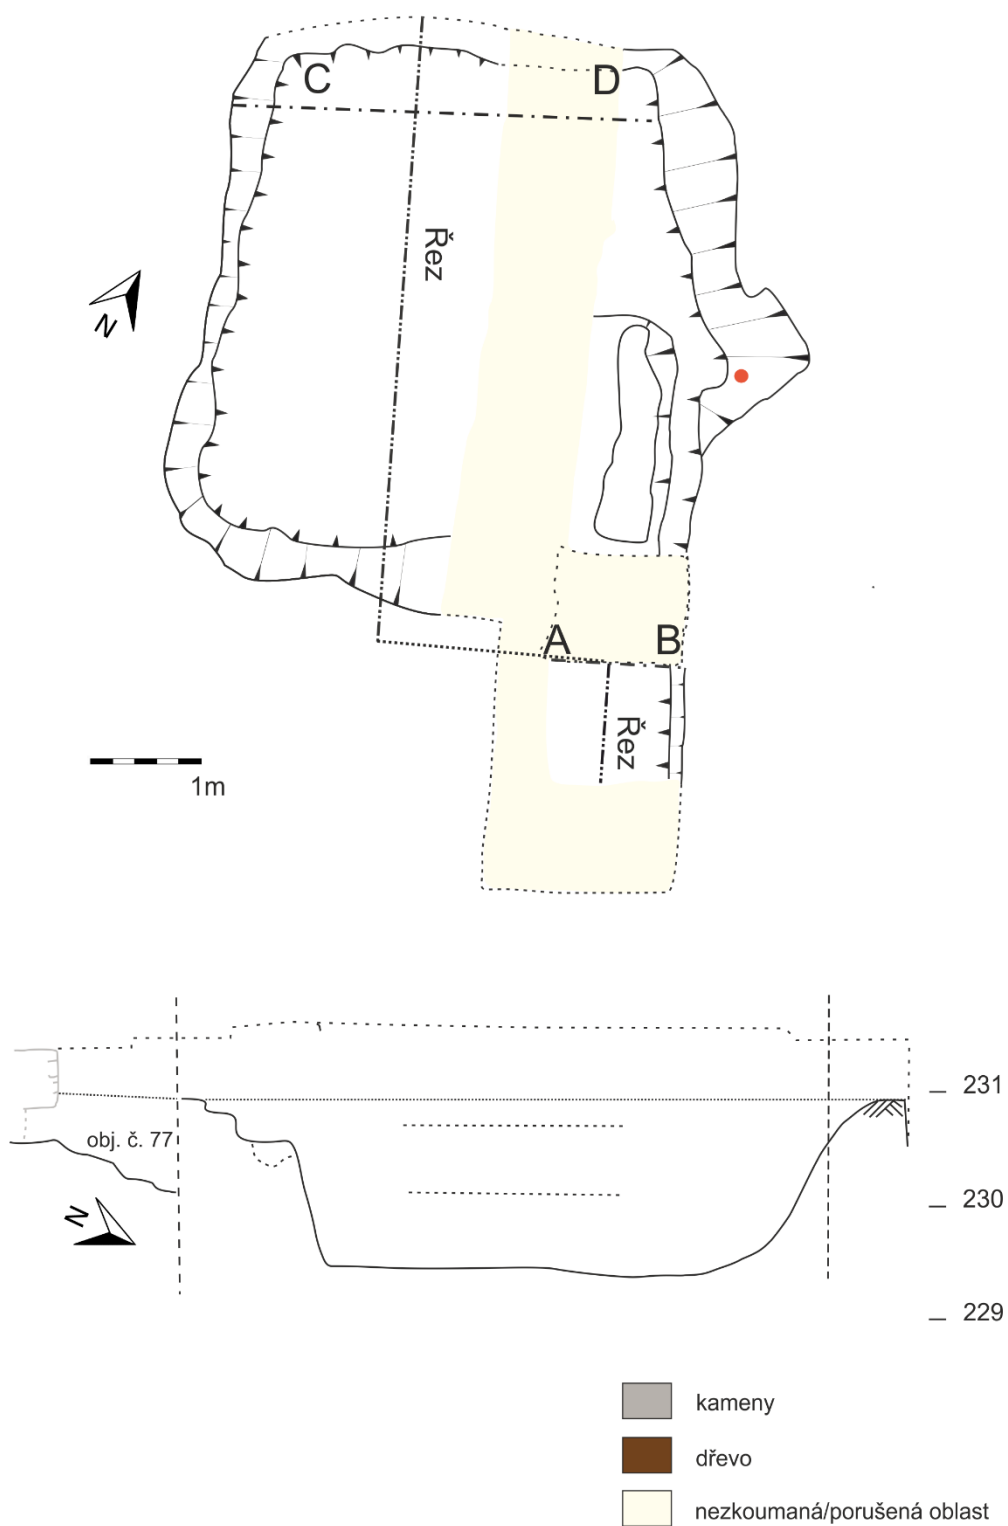 C
D
Řez
N
A
B
Řez
1m
231
obj. č. 77
230
N
229
kameny
dřevo
nezkoumaná/porušená oblast